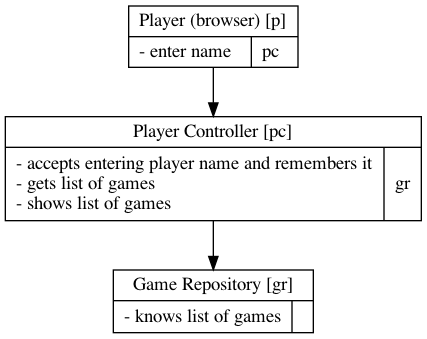 Player (browser) [p]
- enter name
pc
Player Controller [pc]
- accepts entering player name and remembers it
- gets list of games
- shows list of games
gr
Game Repository [gr]
- knows list of games